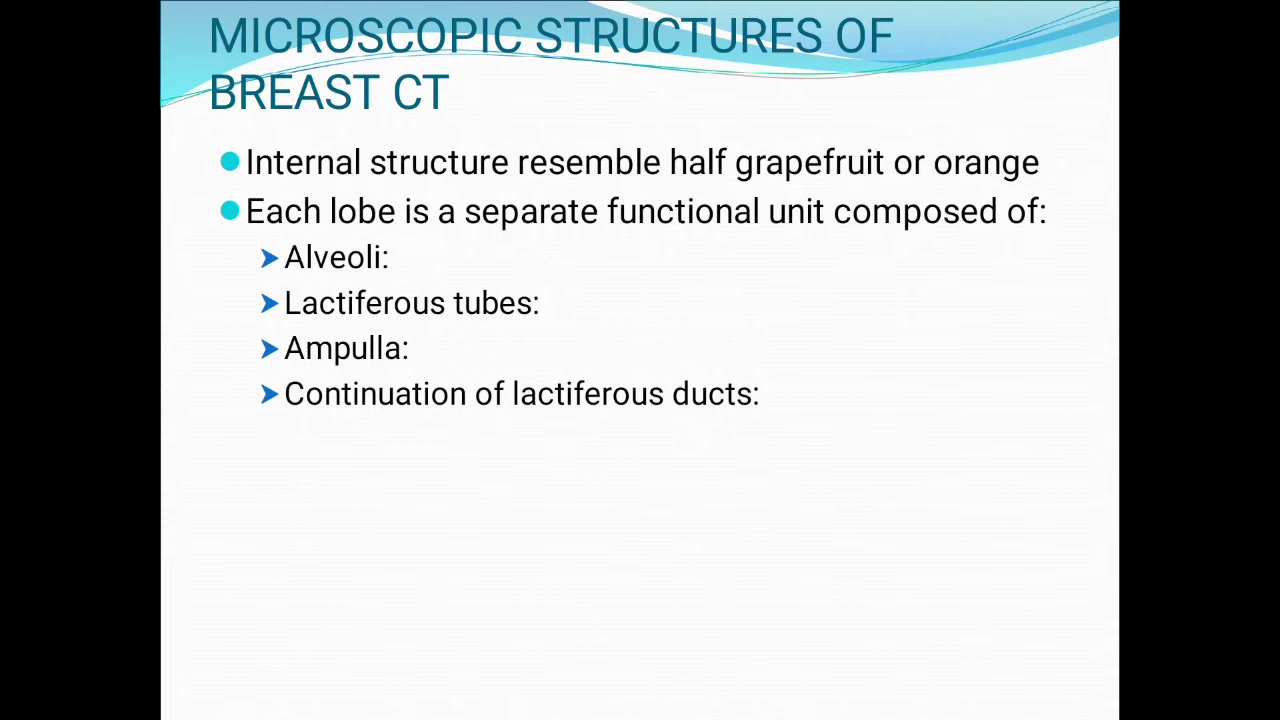 MICROSCOPIC STRUCTURES OF
BREAST CT
Internal structure resemble half grapefruit or orange
Each lobe is a separate functional unit composed of:
Alveoli:
Lactiferous tubes:
Ampulla:
Continuation of lactiferous ducts: